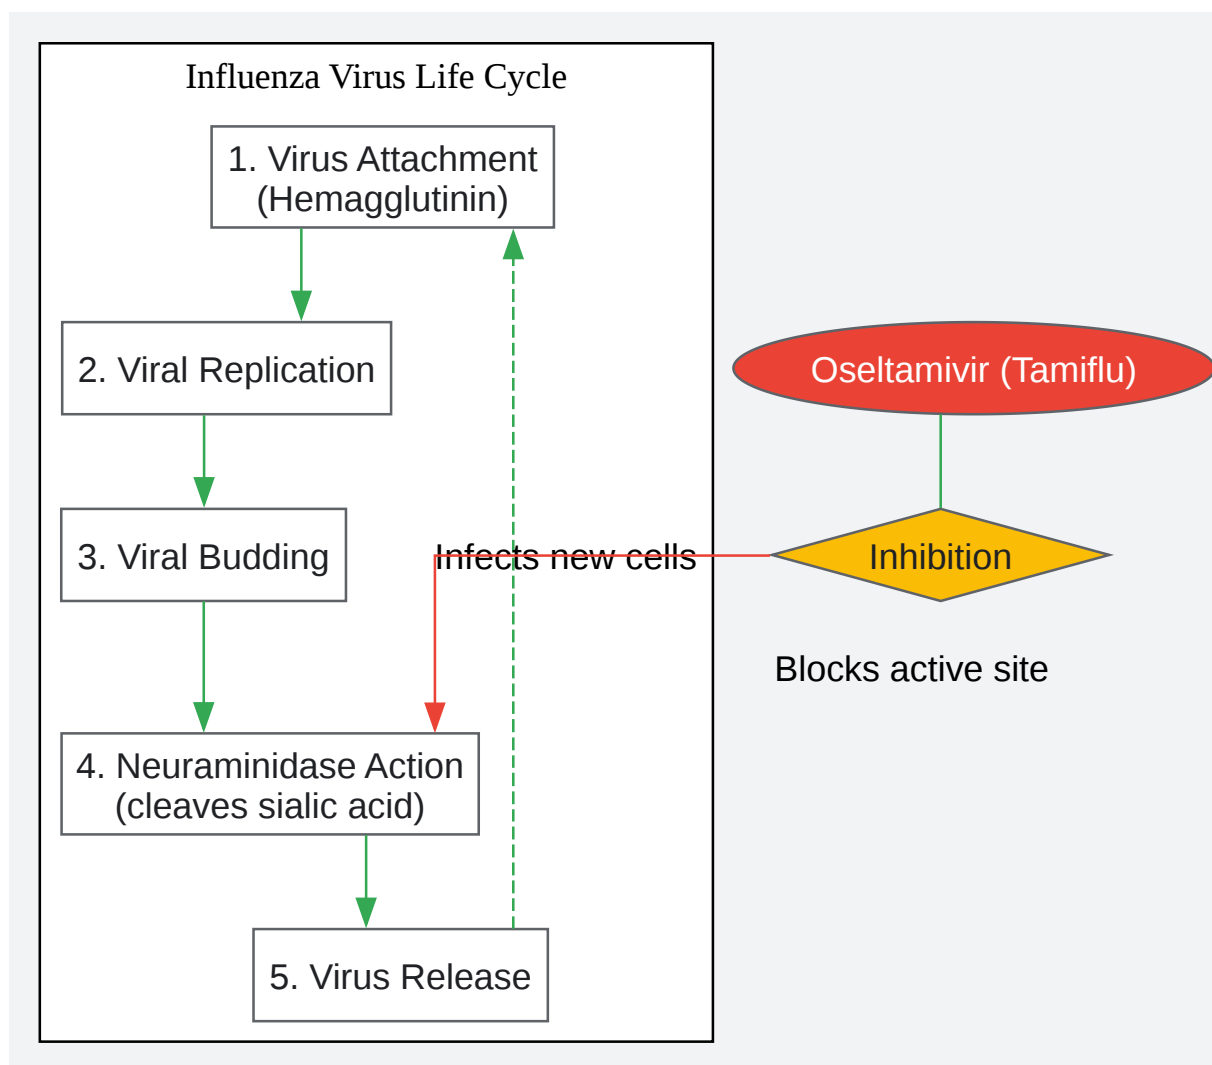 Influenza Virus Life Cycle
1. Virus Attachment
(Hemagglutinin)
2. Viral Replication
Oseltamivir (Tamiflu)
3. Viral Budding
Infects new cells
Inhibition
Blocks active site
4. Neuraminidase Action
(cleaves sialic acid)
5. Virus Release